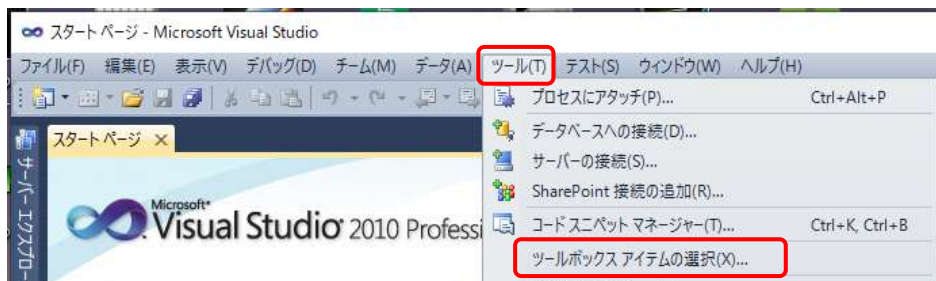 スタート ページ - Microsoft Visual Studio
ファイル(F) 編集(E) 表示(V) デバッグ(D) チーム(M) データ(A) ツール(T) テスト(S) ウィンドウ(W) ヘルプ(H)
プロセスにアタッチ(P)... Ctrl+Alt+P
スタート ページ ×
データベースへの接続(D)...
サーバーの接続(S)...
SharePoint 接続の追加(R)...
コード スニペット マネージャー(T)... Ctrl+K, Ctrl+B
ツールボックス アイテムの選択(X)...
サーバー エクスプロー
Microsoft®
Visual Studio® 2010 Professi